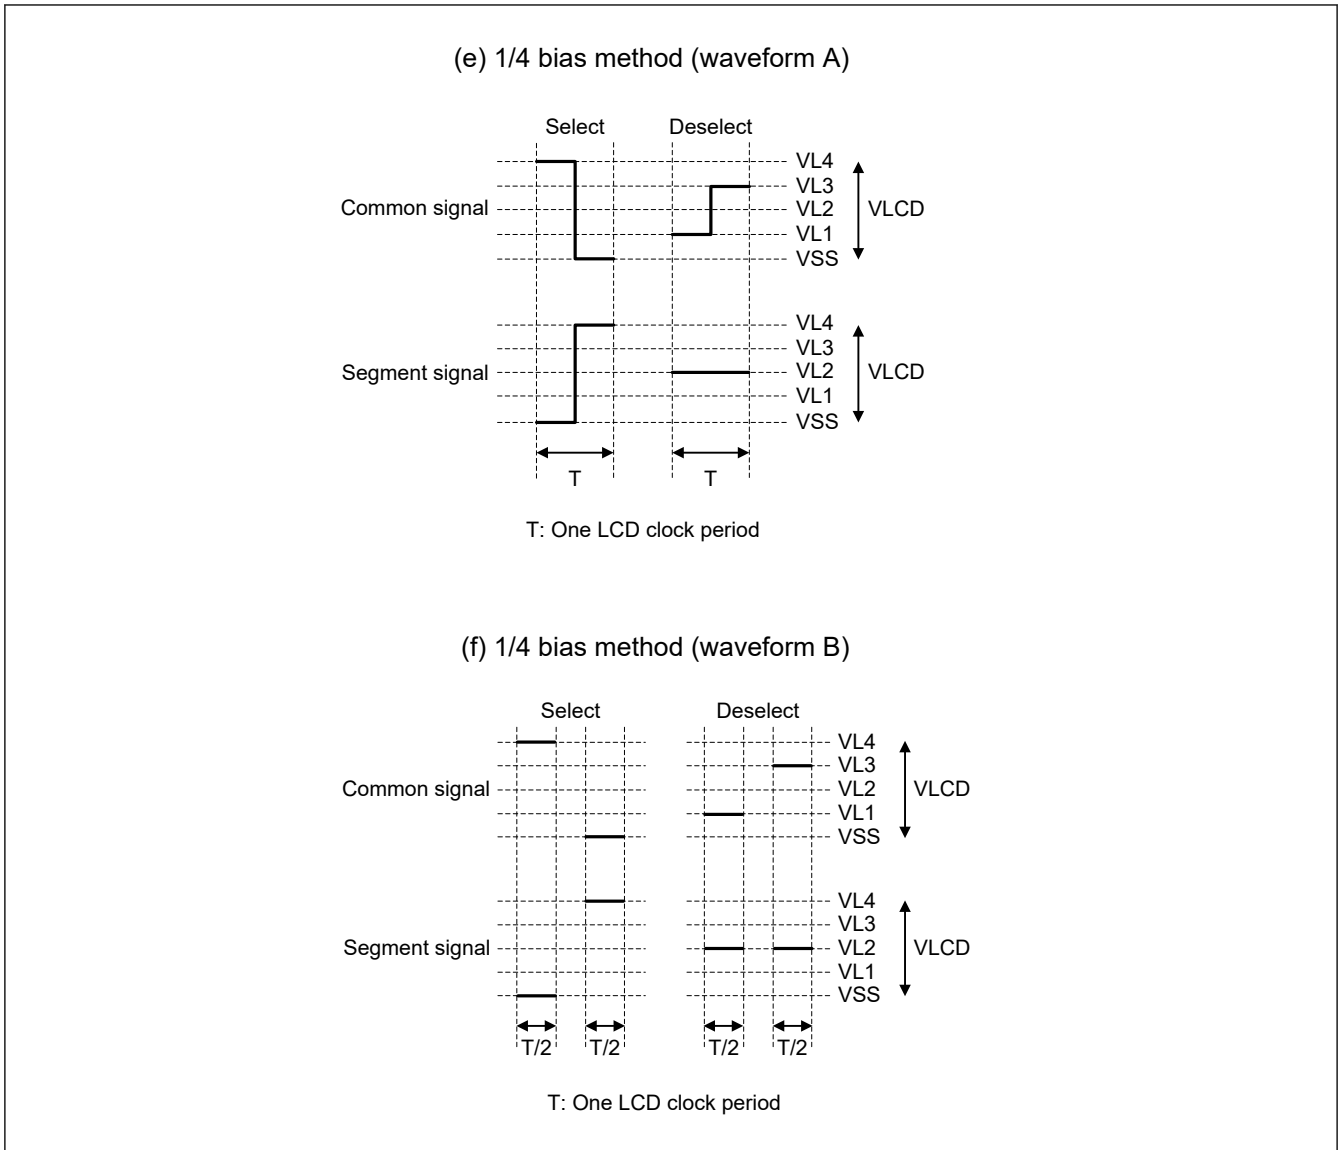 (e) 1/4 bias method (waveform A)
Select Deselect
VL4
VL3
Common signal VL2 VLCD
VL1
VSS
VL4
VL3
Segment signal VL2 VLCD
VL1
VSS
T T
T: One LCD clock period
(f) 1/4 bias method (waveform B)
Select Deselect
VL4
VL3
Common signal VL2 VLCD
VL1
VSS
VL4
VL3
Segment signal VL2 VLCD
VL1
VSS
T/2 T/2 T/2 T/2
T: One LCD clock period